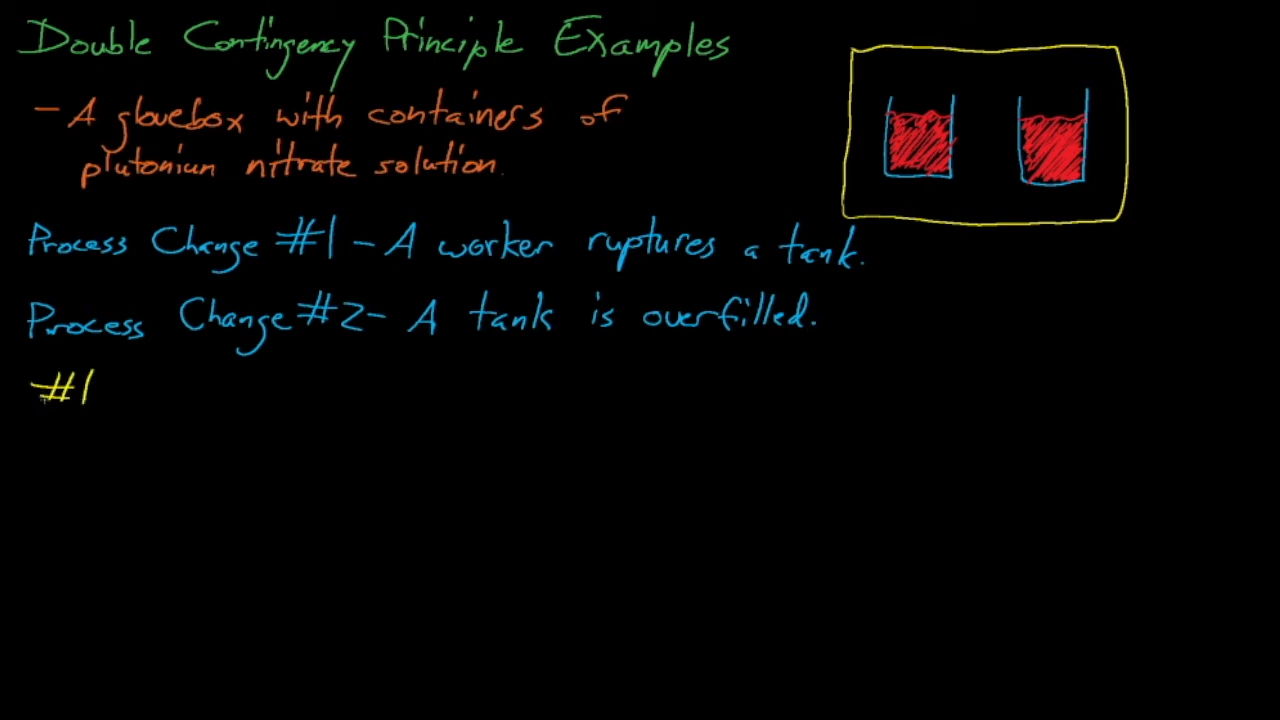 Double Contingency Principle Examples
- A glovebox with containers of
plutonium nitrate solution.
Process Change #1 - A worker ruptures a tank.
Process Change #2 - A tank is overfilled.
#1